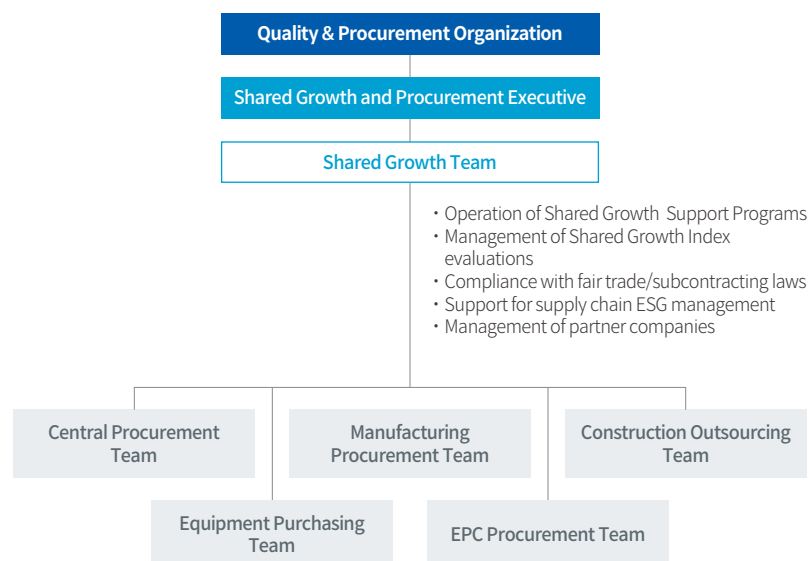 Quality & Procurement Organization
Shared Growth and Procurement Executive
Shared Growth Team
・Operation of Shared Growth Support Programs
・Management of Shared Growth Index
evaluations
・Compliance with fair trade/subcontracting laws
・Support for supply chain ESG management
・Management of partner companies
Central Procurement
Team
Manufacturing
Procurement Team
Construction Outsourcing
Team
Equipment Purchasing
Team
EPC Procurement Team